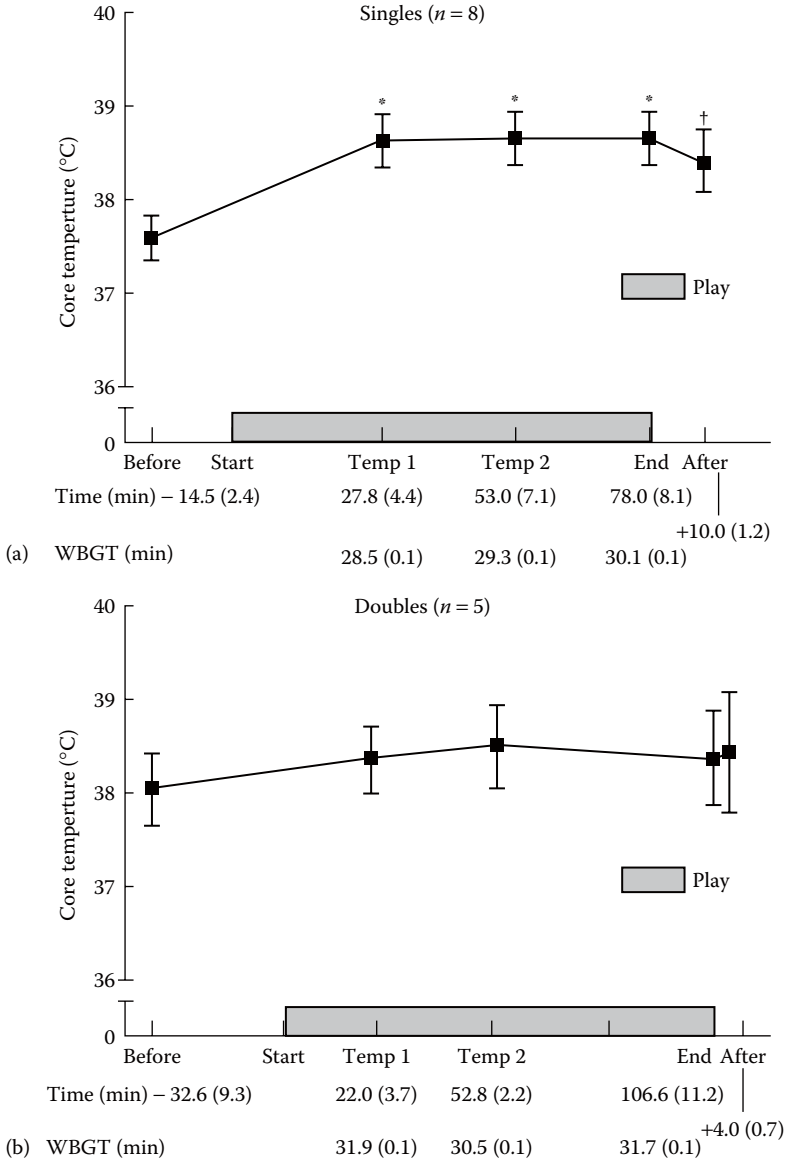 Singles (n = 8)
40
39
38
37
36
0
Core temperture (°C)
* * * †
Play
Before Start Temp 1 Temp 2 End After
Time (min) – 14.5 (2.4) 27.8 (4.4) 53.0 (7.1) 78.0 (8.1)
+10.0 (1.2)
(a) WBGT (min) 28.5 (0.1) 29.3 (0.1) 30.1 (0.1)
Doubles (n = 5)
40
39
38
37
36
0
Core temperture (°C)
Play
Before Start Temp 1 Temp 2 End After
Time (min) – 32.6 (9.3) 22.0 (3.7) 52.8 (2.2) 106.6 (11.2)
+4.0 (0.7)
(b) WBGT (min) 31.9 (0.1) 30.5 (0.1) 31.7 (0.1)